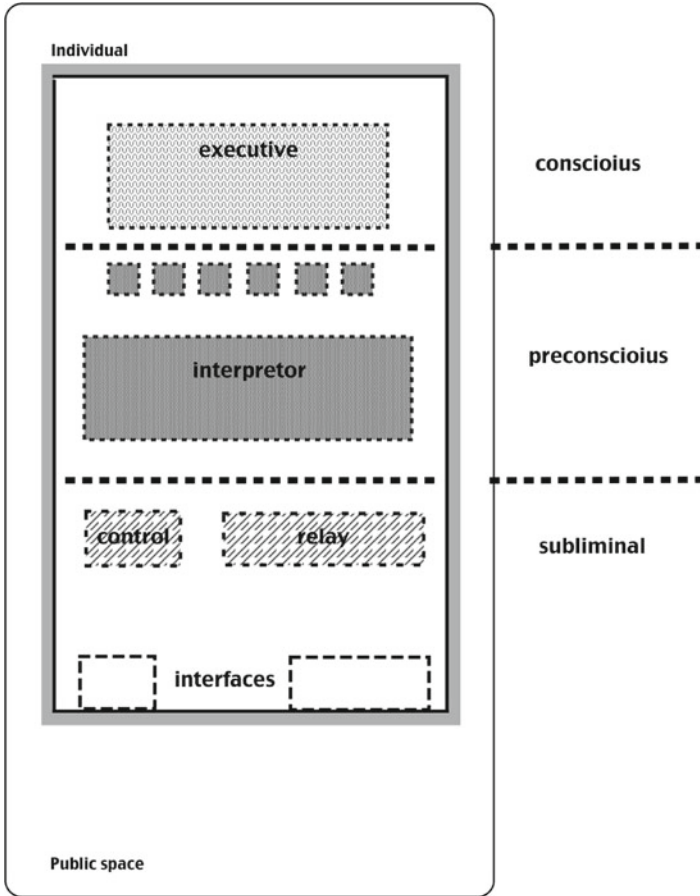 Individual
executive
conscioius
preconscioius
interpretor
control
relay
subliminal
interfaces
Public space